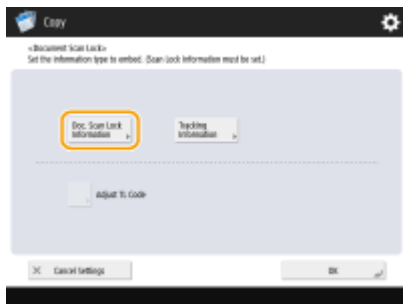 Copy
<Document Scan Lock>
Set the information type to embed. (Scan Lock Information must be set.)
Doc. Scan Lock
Information
Tracking
Information
Adjust TL Code
Cancel Settings
OK